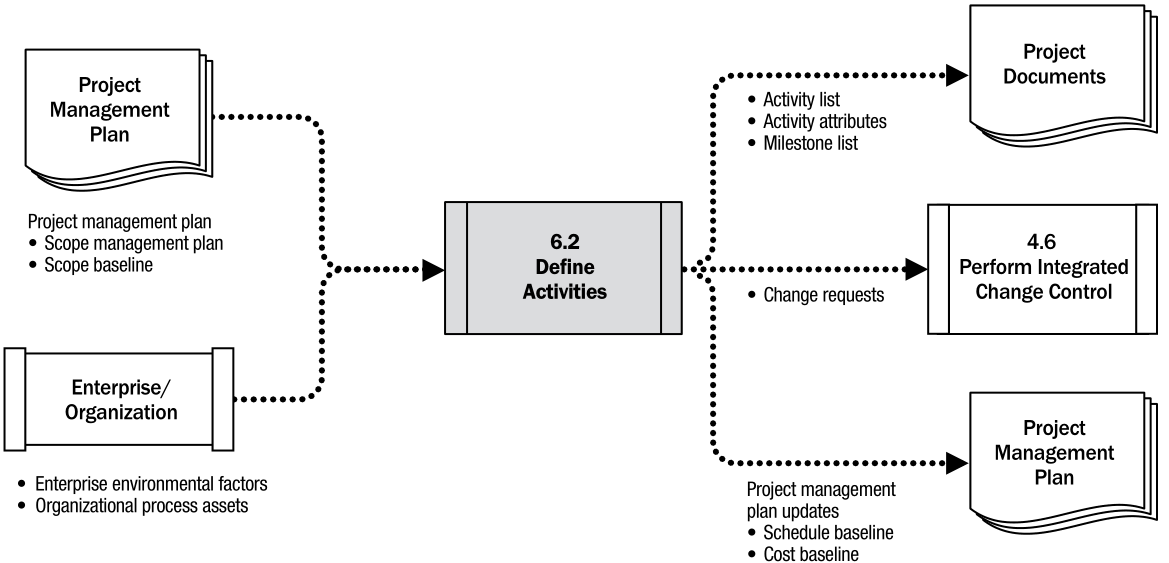 Project
Management
Plan
Project management plan
• Scope management plan
• Scope baseline
Enterprise/
Organization
• Enterprise environmental factors
• Organizational process assets
6.2
Define
Activities
Project
Documents
• Activity list
• Activity attributes
• Milestone list
4.6
Perform Integrated
Change Control
• Change requests
Project
Management
Plan
Project management
plan updates
• Schedule baseline
• Cost baseline